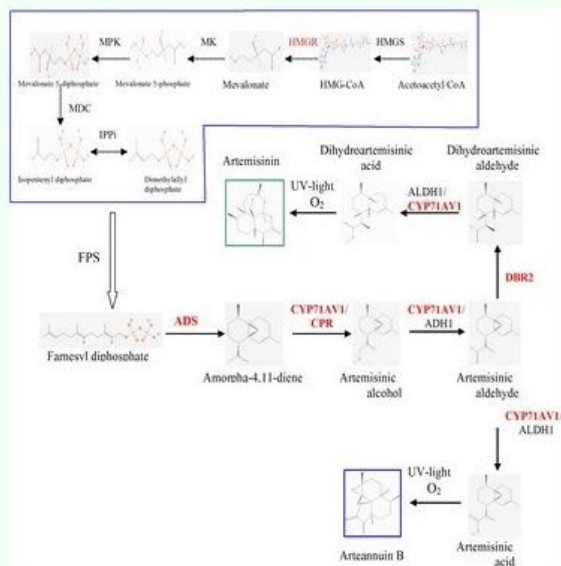 MPK
MK
HMGR
HMGS
Mevalonate 5-diphosphate
Mevalonate 5-phosphate
Mevalonate
HMG-CoA
Acetoacetyl CoA
MDC
IPPi
Isopentenyl diphosphate
Dimethylallyl
diphosphate
Artemisinin
Dihydroartemisinic
acid
Dihydroartemisinic
aldehyde
UV-light
O2
ALDH1/
CYP71AV1
FPS
DBR2
ADS
CYP71AV1/
CPR
CYP71AV1/
ADH1
Farnesyl diphosphate
Amorpha-4,11-diene
Artemisinic
alcohol
Artemisinic
aldehyde
CYP71AV1/
ALDH1
UV-light
O2
Arteannuin B
Artemisinic
acid